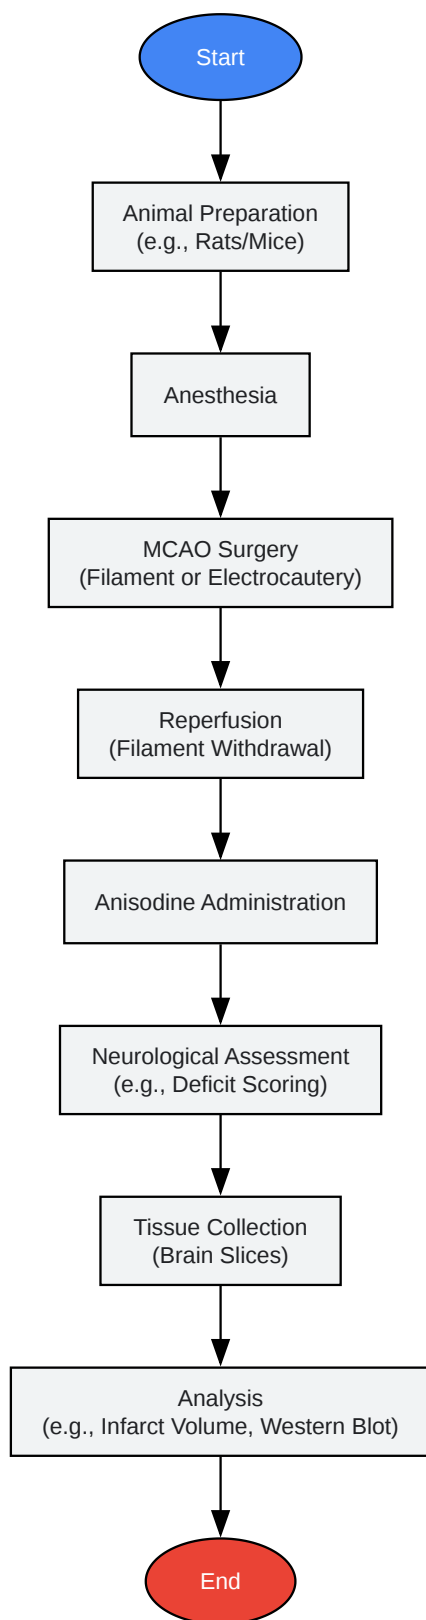 Start
Animal Preparation
(e.g., Rats/Mice)
Anesthesia
MCAO Surgery
(Filament or Electrocautery)
Reperfusion
(Filament Withdrawal)
Anisodine Administration
Neurological Assessment
(e.g., Deficit Scoring)
Tissue Collection
(Brain Slices)
Analysis
(e.g., Infarct Volume, Western Blot)
End